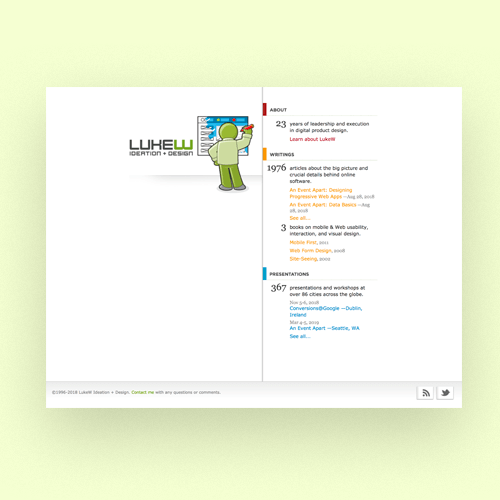 LUKEW
IDEATION + DESIGN
ABOUT
23 years of leadership and execution
in digital product design.
Learn about LukeW
WRITINGS
1976 articles about the big picture and
crucial details behind online
software.
An Event Apart: Designing
Progressive Web Apps —Aug 28, 2018
An Event Apart: Data Basics —Aug
28, 2018
See all...
3 books on mobile & Web usability,
interaction, and visual design.
Mobile First, 2011
Web Form Design, 2008
Site-Seeing, 2002
PRESENTATIONS
367 presentations and workshops at
over 86 cities across the globe.
Nov 5-6, 2018
Conversions@Google —Dublin,
Ireland
Mar 4-5, 2019
An Event Apart —Seattle, WA
See all...
©1996-2018 LukeW Ideation + Design. Contact me with any questions or comments.